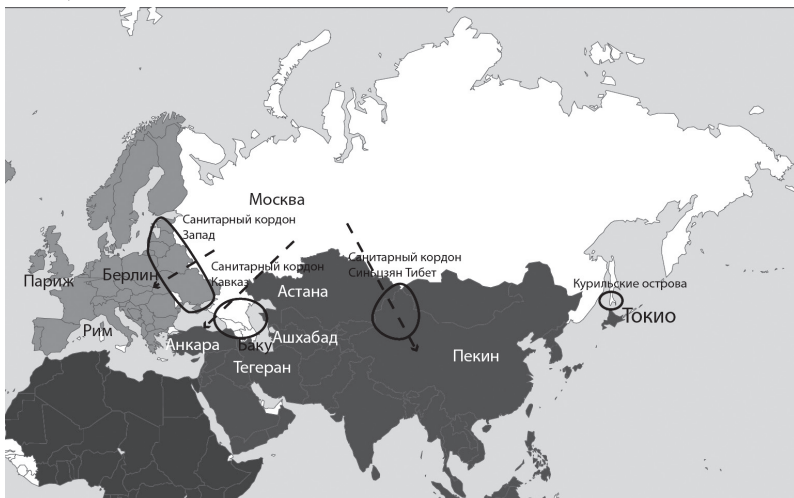 Москва
Санитарный кордон
Запад
Санитарный кордон
Синьцзян Тибет
Санитарный кордон
Кавказ
Париж
Берлин
Астана
Курильские острова
Токио
Рим
Анкара
Баку
Ашхабад
Пекин
Тегеран